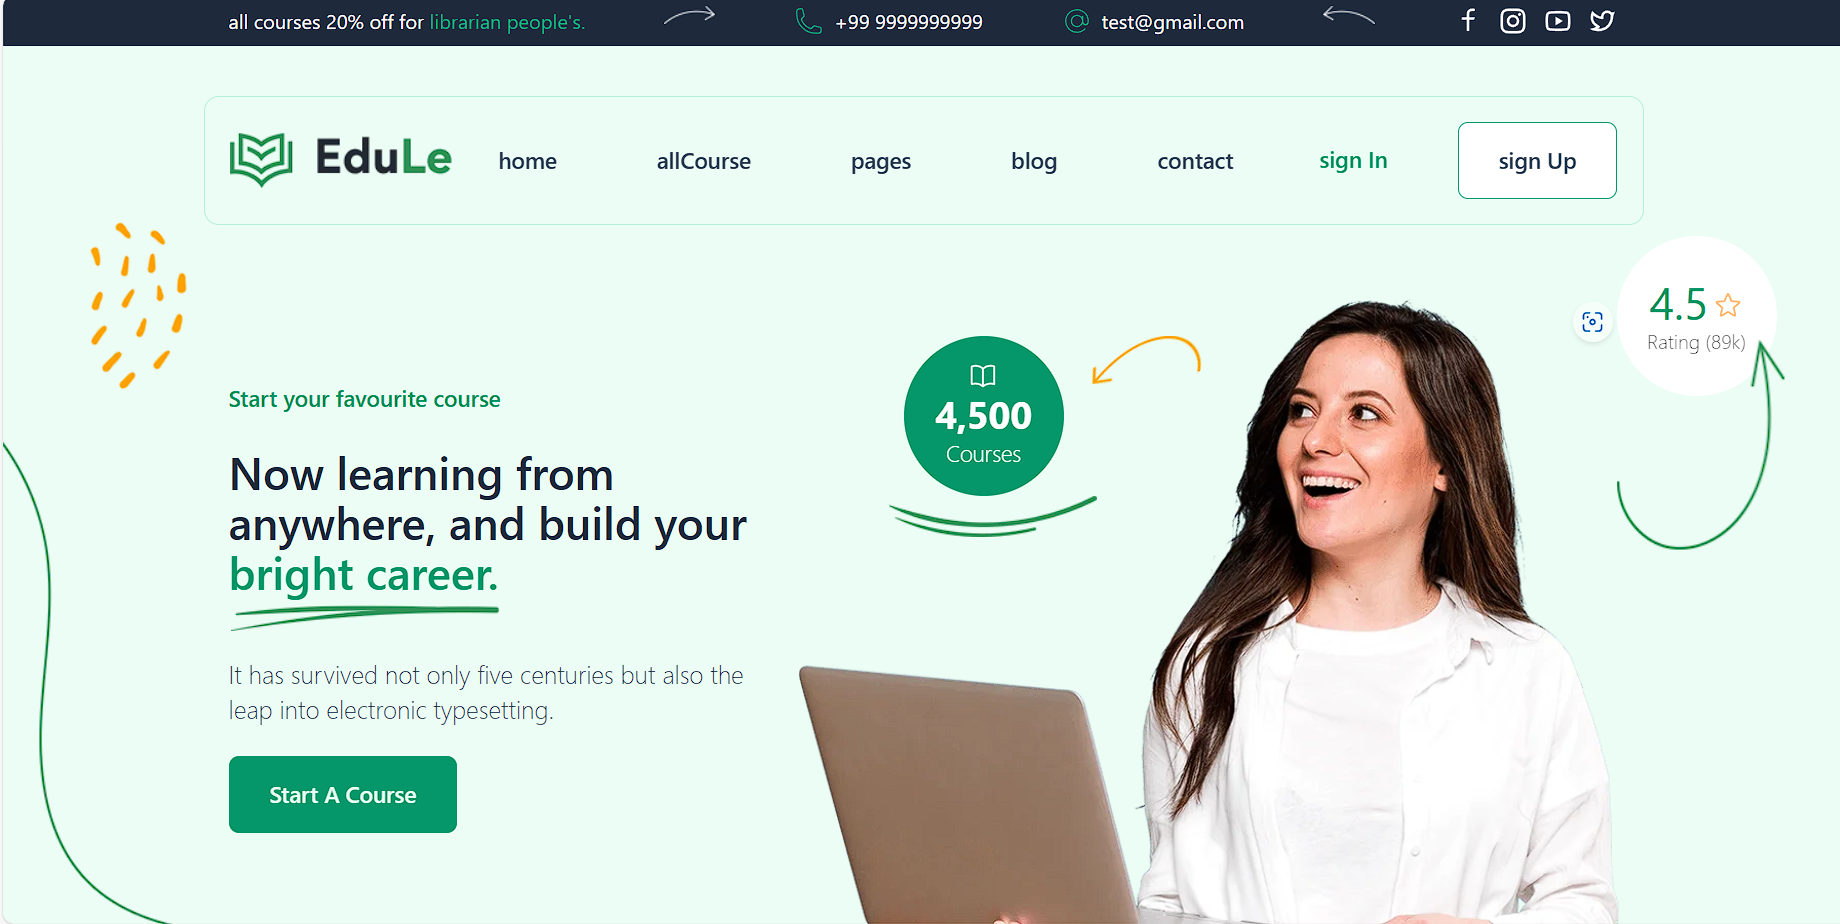 all courses 20% off for librarian people's.
+99 9999999999
test@gmail.com
EduLe
home
allCourse
pages
blog
contact
sign In
sign Up
4.5
Rating (89k)
4,500
Courses
Start your favourite course
Now learning from
anywhere, and build your
bright career.
It has survived not only five centuries but also the
leap into electronic typesetting.
Start A Course